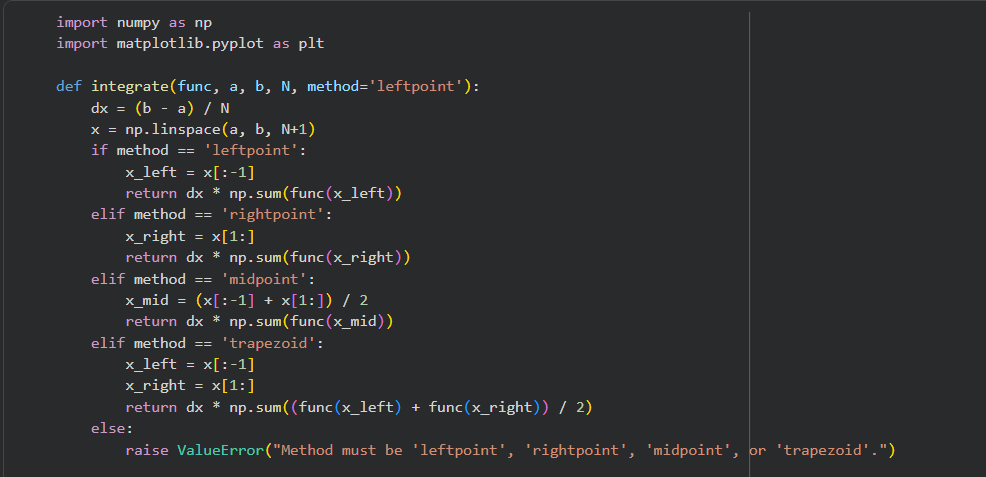 import numpy as np
import matplotlib.pyplot as plt
def integrate(func, a, b, N, method='leftpoint'):
    dx = (b - a) / N
    x = np.linspace(a, b, N+1)
    if method == 'leftpoint':
        x_left = x[:-1]
        return dx * np.sum(func(x_left))
    elif method == 'rightpoint':
        x_right = x[1:]
        return dx * np.sum(func(x_right))
    elif method == 'midpoint':
        x_mid = (x[:-1] + x[1:]) / 2
        return dx * np.sum(func(x_mid))
    elif method == 'trapezoid':
        x_left = x[:-1]
        x_right = x[1:]
        return dx * np.sum((func(x_left) + func(x_right)) / 2)
    else:
        raise ValueError("Method must be 'leftpoint', 'rightpoint', 'midpoint', or 'trapezoid'.")